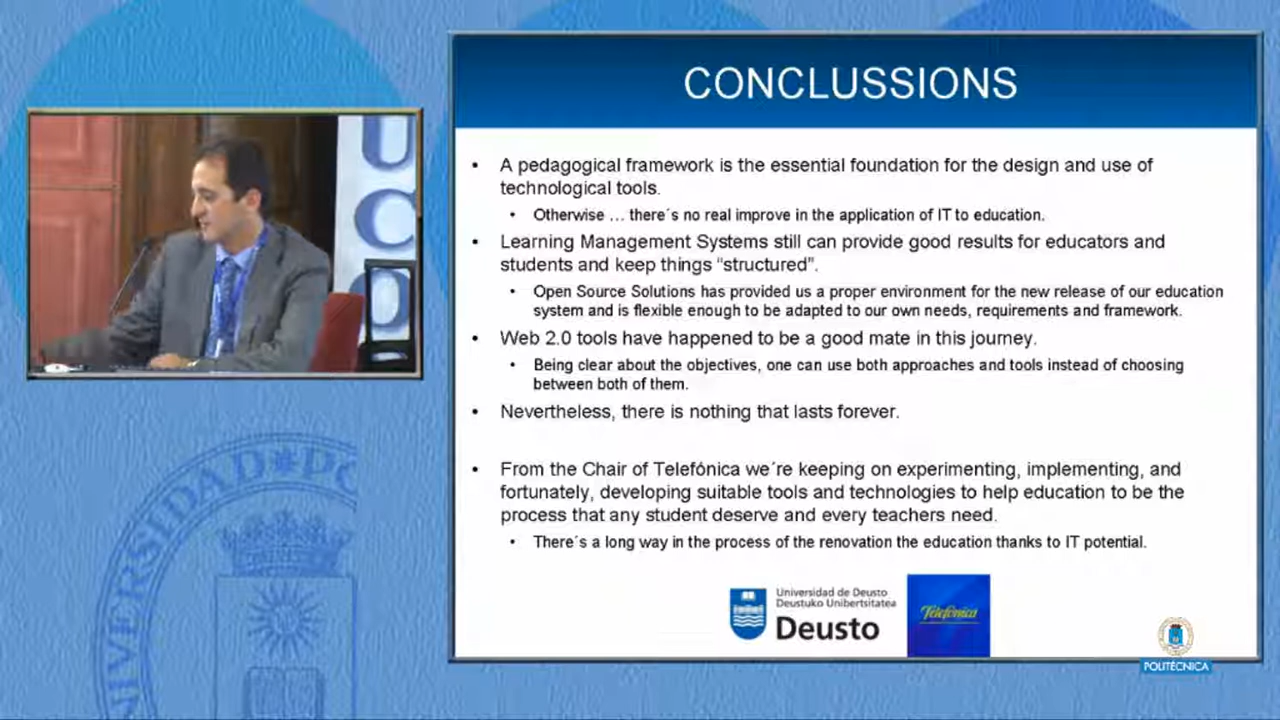 CONCLUSSIONS
• A pedagogical framework is the essential foundation for the design and use of
technological tools.
• Otherwise … there´s no real improve in the application of IT to education.
• Learning Management Systems still can provide good results for educators and
students and keep things “structured”.
• Open Source Solutions has provided us a proper environment for the new release of our education
system and is flexible enough to be adapted to our own needs, requirements and framework.
• Web 2.0 tools have happened to be a good mate in this journey.
• Being clear about the objectives, one can use both approaches and tools instead of choosing
between both of them.
• Nevertheless, there is nothing that lasts forever.
• From the Chair of Telefónica we´re keeping on experimenting, implementing, and
fortunately, developing suitable tools and technologies to help education to be the
process that any student deserve and every teachers need.
• There´s a long way in the process of the renovation the education thanks to IT potential.
Universidad de Deusto
Deustuko Unibertsitatea
Deusto
Telefónica
POLITÉCNICA
UCO
UNIVERSIDAD PO